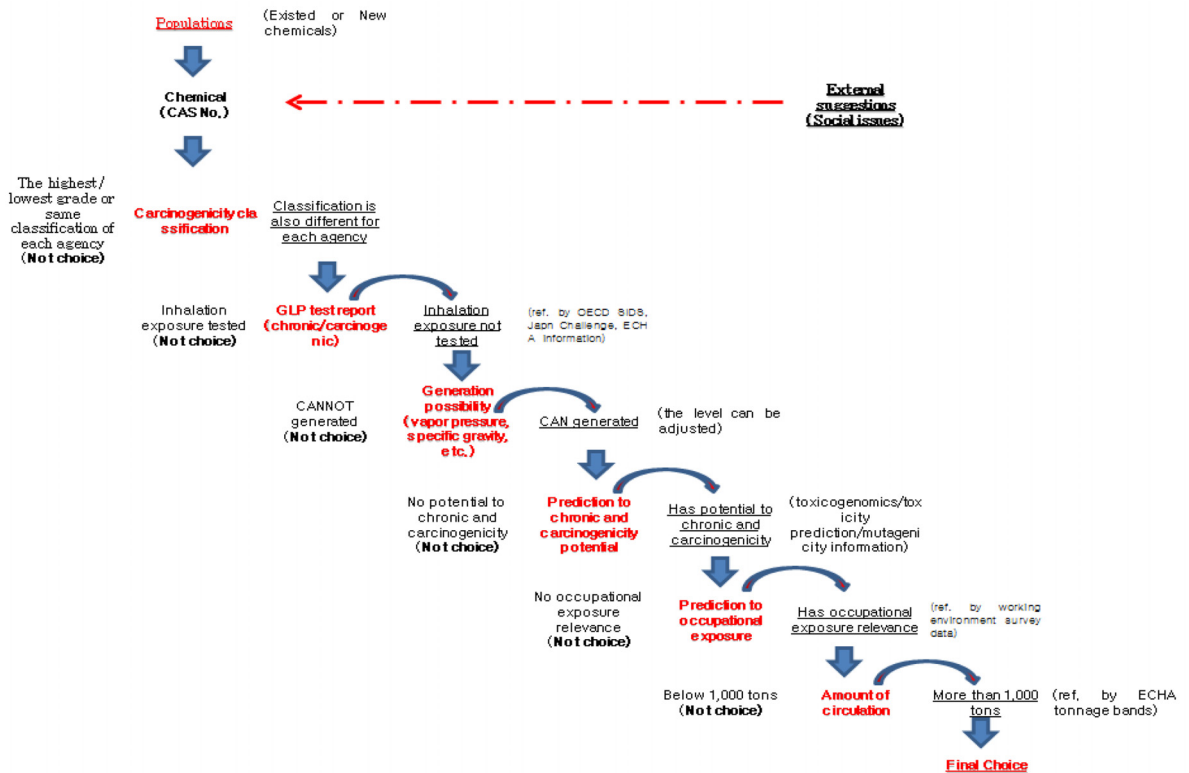 Populations
(Existed or New
chemicals)
Chemical
(CAS No.)
External
suggestions
(Social issues)
The highest/
lowest grade or
same
classification of
each agency
(Not choice)
Carcinogenicity cla
ssification
Classification is
also different for
each agency
Inhalation
exposure tested
(Not choice)
GLP test report
(chronic/carcinoge
nic)
Inhalation
exposure not
tested
(ref. by OECD SIDS,
Japn Challenge, ECH
A Information)
CANNOT
generated
(Not choice)
Generation
possibility
(vapor pressure,
specific gravity,
etc.)
CAN generated
(the level can be
adjusted)
No potential to
chronic and
carcinogenicity
(Not choice)
Prediction to
chronic and
carcinogenicity
potential
Has potential to
chronic and
carcinogenicity
(toxicogenomics/tox
icity
prediction/mutageni
city information)
No occupational
exposure
relevance
(Not choice)
Prediction to
occupational
exposure
Has occupational
exposure relevance
(ref. by working
environment survey
data)
Below 1,000 tons
(Not choice)
Amount of
circulation
More than 1,000
tons
(ref. by ECHA
tonnage bands)
Final Choice